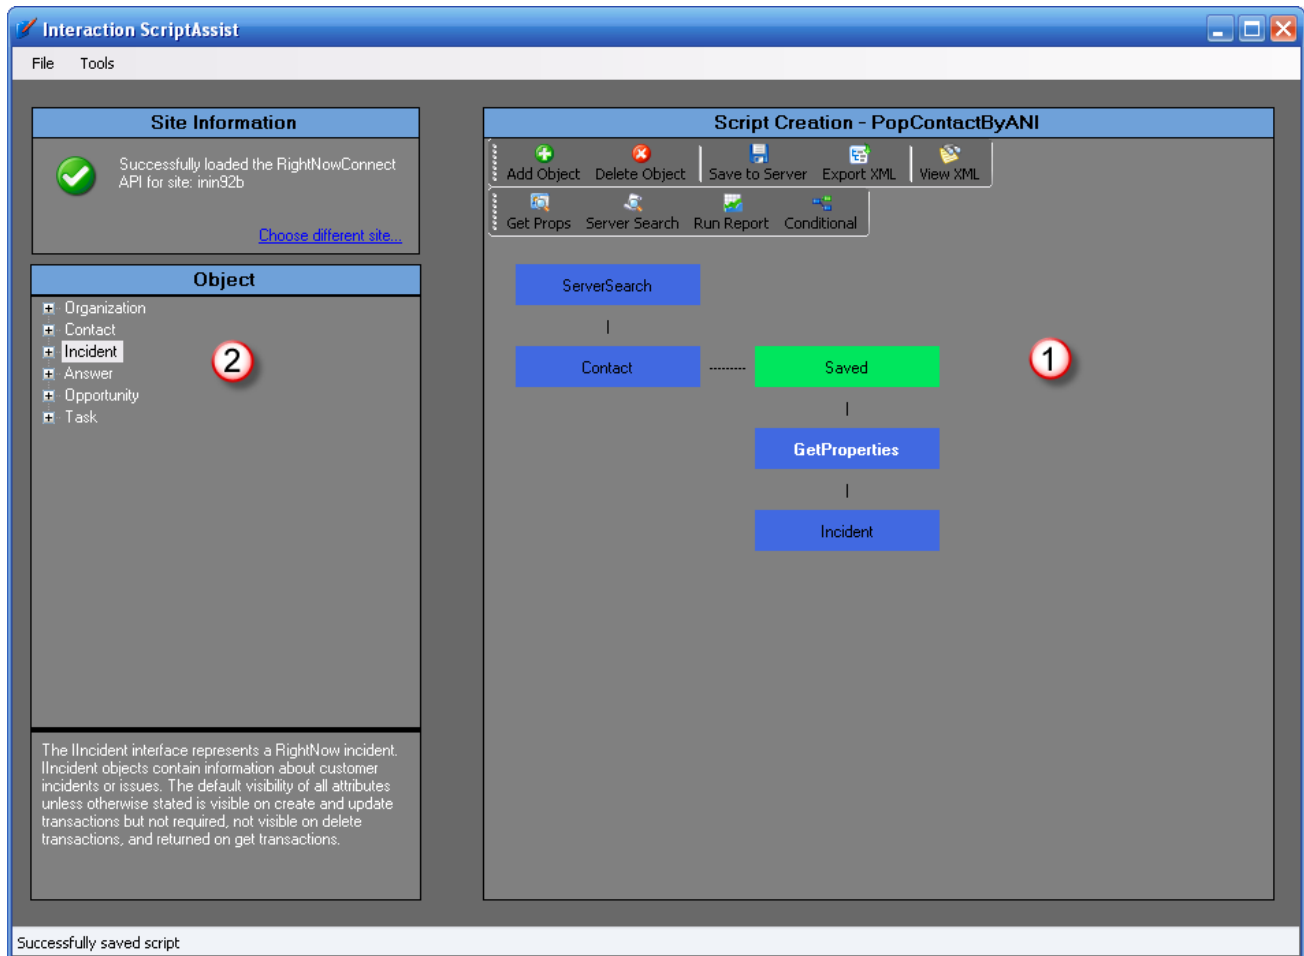 Interaction ScriptAssist
File Tools
Site Information
Successfully loaded the RightNowConnect
API for site: inin92b
Choose different site...
Object
Organization
Contact
Incident
Answer
Opportunity
Task
2
The IIncident interface represents a RightNow incident.
IIncident objects contain information about customer
incidents or issues. The default visibility of all attributes
unless otherwise stated is visible on create and update
transactions but not required, not visible on delete
transactions, and returned on get transactions.
Script Creation - PopContactByANI
Add Object Delete Object Save to Server Export XML View XML
Get Props Server Search Run Report Conditional
ServerSearch
|
Contact --------- Saved
1
|
GetProperties
|
Incident
Successfully saved script